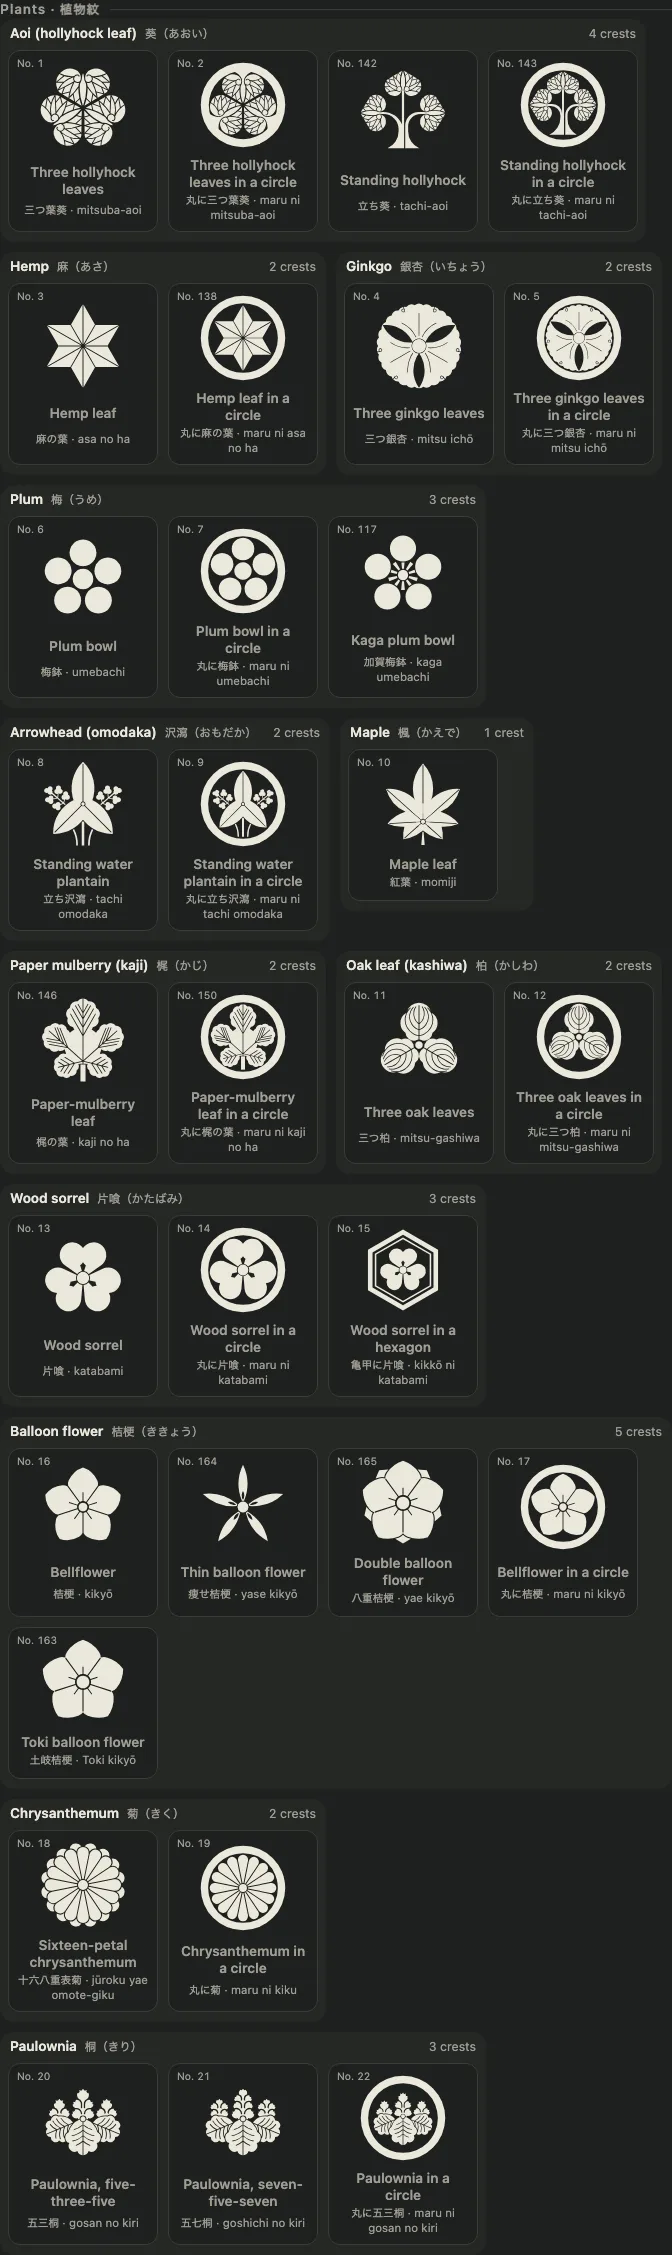 Plants · 植物紋
Aoi (hollyhock leaf) 葵（あおい） 4 crests
No. 1
Three hollyhock
leaves
三つ葉葵 · mitsuba-aoi
No. 2
Three hollyhock
leaves in a circle
丸に三つ葉葵 · maru ni
mitsuba-aoi
No. 142
Standing hollyhock
立ち葵 · tachi-aoi
No. 143
Standing hollyhock
in a circle
丸に立ち葵 · maru ni
tachi-aoi
Hemp 麻（あさ） 2 crests
No. 3
Hemp leaf
麻の葉 · asa no ha
No. 138
Hemp leaf in a
circle
丸に麻の葉 · maru ni asa
no ha
Ginkgo 銀杏（いちょう） 2 crests
No. 4
Three ginkgo leaves
三つ銀杏 · mitsu ichō
No. 5
Three ginkgo leaves
in a circle
丸に三つ銀杏 · maru ni
mitsu ichō
Plum 梅（うめ） 3 crests
No. 6
Plum bowl
梅鉢 · umebachi
No. 7
Plum bowl in a
circle
丸に梅鉢 · maru ni
umebachi
No. 117
Kaga plum bowl
加賀梅鉢 · kaga
umebachi
Arrowhead (omodaka) 沢瀉（おもだか） 2 crests
No. 8
Standing water
plantain
立ち沢瀉 · tachi
omodaka
No. 9
Standing water
plantain in a circle
丸に立ち沢瀉 · maru ni
tachi omodaka
Maple 楓（かえで） 1 crest
No. 10
Maple leaf
紅葉 · momiji
Paper mulberry (kaji) 梶（かじ） 2 crests
No. 146
Paper-mulberry
leaf
梶の葉 · kaji no ha
No. 150
Paper-mulberry
leaf in a circle
丸に梶の葉 · maru ni kaji
no ha
Oak leaf (kashiwa) 柏（かしわ） 2 crests
No. 11
Three oak leaves
三つ柏 · mitsu-gashiwa
No. 12
Three oak leaves in
a circle
丸に三つ柏 · maru ni
mitsu-gashiwa
Wood sorrel 片喰（かたばみ） 3 crests
No. 13
Wood sorrel
片喰 · katabami
No. 14
Wood sorrel in a
circle
丸に片喰 · maru ni
katabami
No. 15
Wood sorrel in a
hexagon
亀甲に片喰 · kikkō ni
katabami
Balloon flower 桔梗（ききょう） 5 crests
No. 16
Bellflower
桔梗 · kikyō
No. 164
Thin balloon flower
痩せ桔梗 · yase kikyō
No. 165
Double balloon
flower
八重桔梗 · yae kikyō
No. 17
Bellflower in a circle
丸に桔梗 · maru ni kikyō
No. 163
Toki balloon flower
土岐桔梗 · Toki kikyō
Chrysanthemum 菊（きく） 2 crests
No. 18
Sixteen-petal
chrysanthemum
十六八重表菊 · jūroku yae
omote-giku
No. 19
Chrysanthemum in
a circle
丸に菊 · maru ni kiku
Paulownia 桐（きり） 3 crests
No. 20
Paulownia, five-
three-five
五三桐 · gosan no kiri
No. 21
Paulownia, seven-
five-seven
五七桐 · goshichi no kiri
No. 22
Paulownia in a
circle
丸に五三桐 · maru ni
gosan no kiri